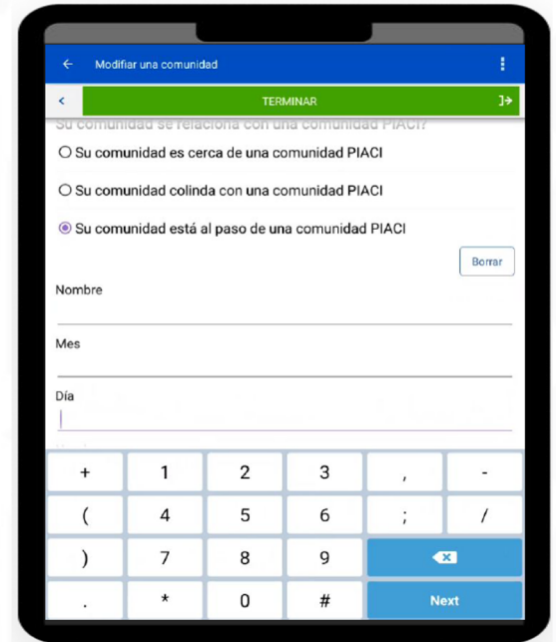 Modifiar una comunidad
TERMINAR
Su comunidad se relaciona con una comunidad PIACI?
Su comunidad es cerca de una comunidad PIACI
Su comunidad colinda con una comunidad PIACI
Su comunidad está al paso de una comunidad PIACI
Borrar
Nombre
Mes
Día
+ 1 2 3 , -
( 4 5 6 ; /
) 7 8 9
. * 0 # Next